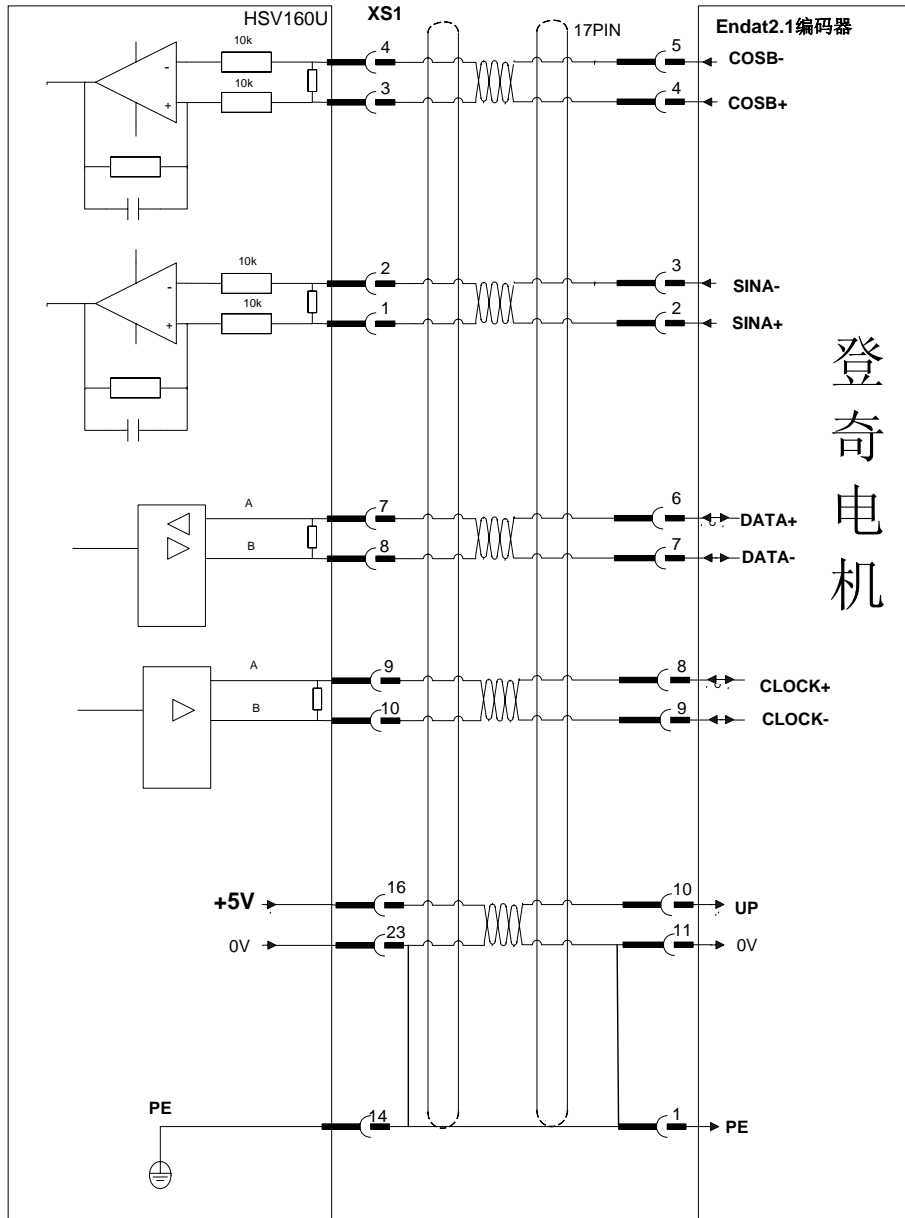 HSV160U
XS1
17PIN
Endat2.1编码器
10k
4
5
COSB-
10k
3
4
COSB+
10k
2
3
SINA-
10k
1
2
SINA+
登奇电机
A
7
6
DATA+
B
8
7
DATA-
A
9
8
CLOCK+
B
10
9
CLOCK-
+5V
16
10
UP
0V
23
11
0V
PE
14
1
PE